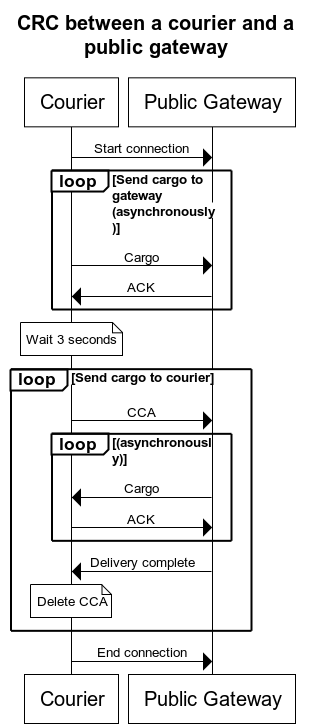 CRC between a courier and a
public gateway
Courier
Public Gateway
Start connection
loop
[Send cargo to
gateway
(asynchronously
)]
Cargo
ACK
Wait 3 seconds
loop
[Send cargo to courier]
CCA
loop
[(asynchronousl
y)]
Cargo
ACK
Delivery complete
Delete CCA
End connection
Courier
Public Gateway